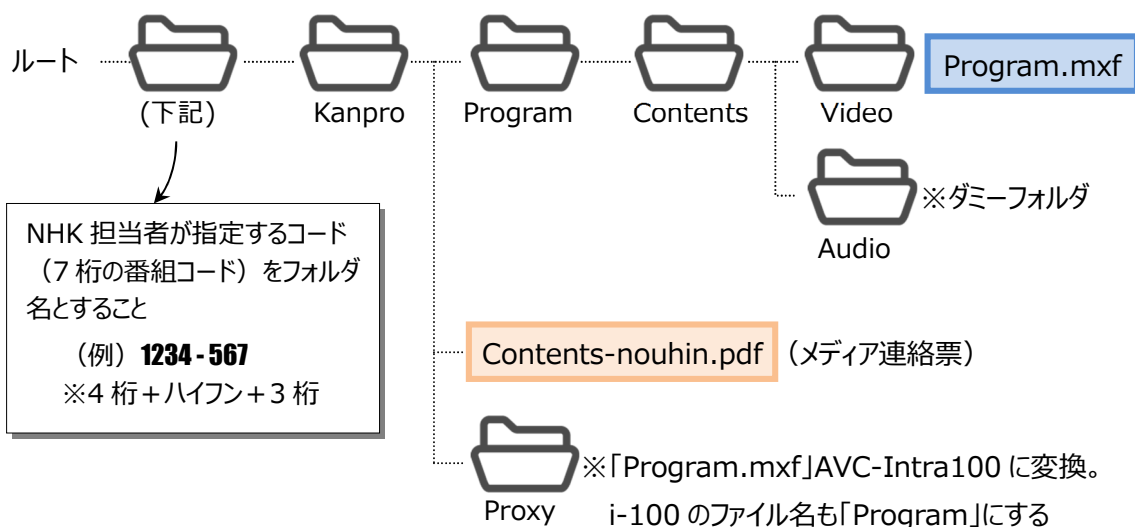 ルート
(下記)
Kanpro
Program
Contents
Video
Program.mxf
※ダミーフォルダ
Audio
NHK 担当者が指定するコード
（7 桁の番組コード）をフォルダ
名とすること
（例）1234 - 567
※4 桁＋ハイフン＋3 桁
Contents-nouhin.pdf （メディア連絡票）
※「Program.mxf」AVC-Intra100 に変換。
Proxy i-100 のファイル名も「Program」にする